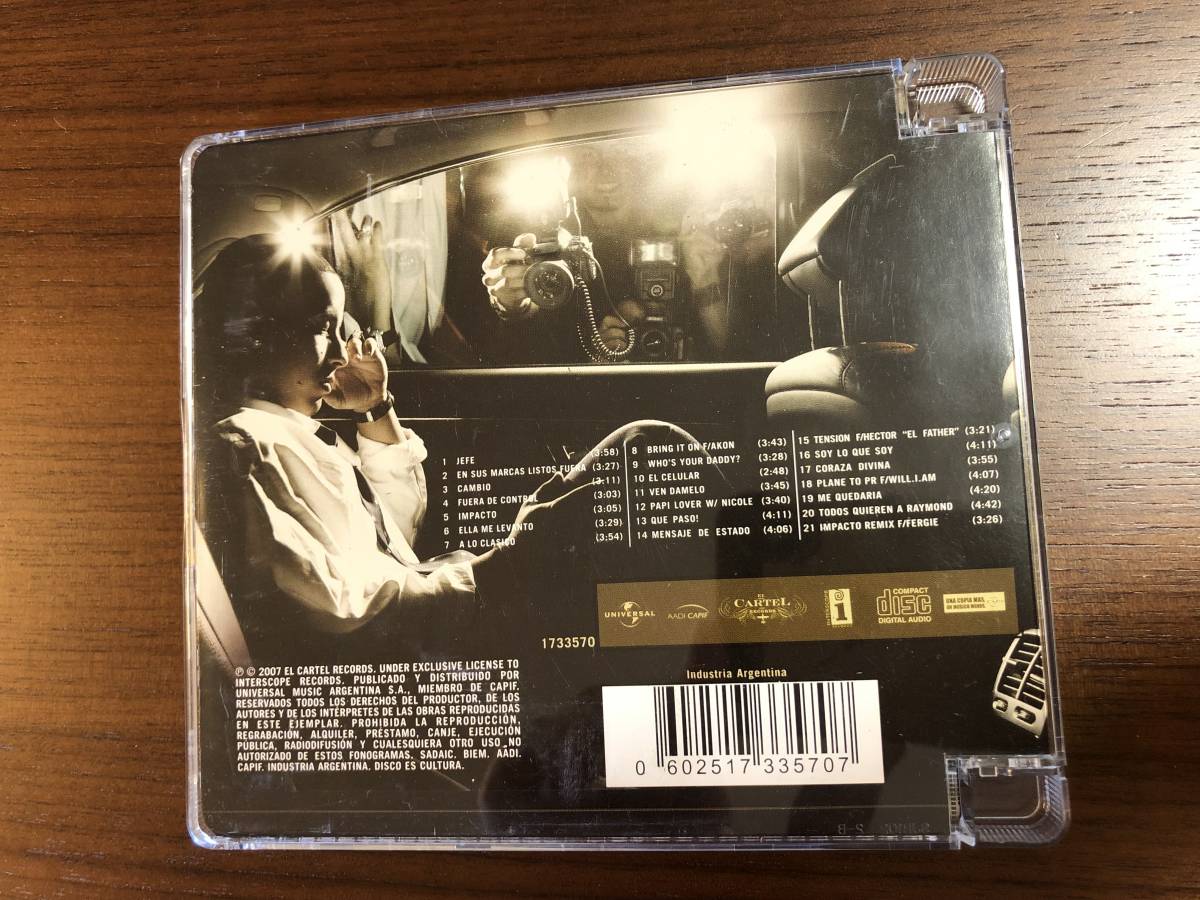 1 JEFE (3:58)
2 EN SUS MARCAS LISTOS FUERA (3:27)
3 CAMBIO (3:11)
4 FUERA DE CONTROL (3:03)
5 IMPACTO (3:05)
6 ELLA ME LEVANTO (3:29)
7 A LO CLASICO (3:54)
8 BRING IT ON F/AKON (3:43)
9 WHO'S YOUR DADDY? (3:28)
10 EL CELULAR (2:48)
11 VEN DAMELO (3:45)
12 PAPI LOVER W/ NICOLE (3:40)
13 QUE PASO! (4:11)
14 MENSAJE DE ESTADO (4:06)
15 TENSION F/HECTOR "EL FATHER" (3:21)
16 SOY LO QUE SOY (4:11)
17 CORAZA DIVINA (3:55)
18 PLANE TO PR F/WILL.I.AM (4:07)
19 ME QUEDARIA (4:20)
20 TODOS QUIEREN A RAYMOND (4:42)
21 IMPACTO REMIX F/FERGIE (3:26)
UNIVERSAL
AADI CAPIF
EL CARTEL RECORDS
INTERSCOPE
COMPACT
disc
DIGITAL AUDIO
UNA COPIA MAS,
UN MUSICO MENOS.
1733570
℗ © 2007 EL CARTEL RECORDS. UNDER EXCLUSIVE LICENSE TO
INTERSCOPE RECORDS. PUBLICADO Y DISTRIBUIDO POR
UNIVERSAL MUSIC ARGENTINA S.A., MIEMBRO DE CAPIF.
RESERVADOS TODOS LOS DERECHOS DEL PRODUCTOR, DE LOS
AUTORES Y DE LOS INTÉRPRETES DE LAS OBRAS REPRODUCIDAS
EN ESTE EJEMPLAR. PROHIBIDA LA REPRODUCCIÓN,
REGRABACIÓN, ALQUILER, PRÉSTAMO, CANJE, EJECUCIÓN
PÚBLICA, RADIODIFUSIÓN Y CUALESQUIERA OTRO USO NO
AUTORIZADO DE ESTOS FONOGRAMAS. SADAIC. BIEM. AADI.
CAPIF. INDUSTRIA ARGENTINA. DISCO ES CULTURA.
Industria Argentina
0 602517 335707